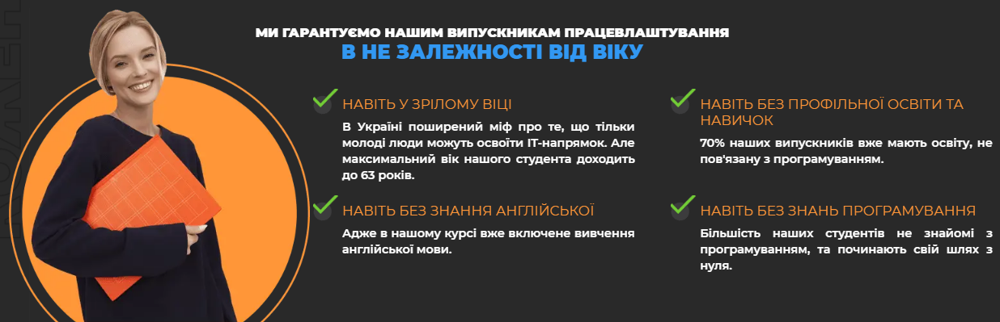 МИ ГАРАНТУЄМО НАШИМ ВИПУСКНИКАМ ПРАЦЕВЛАШТУВАННЯ
В НЕ ЗАЛЕЖНОСТІ ВІД ВІКУ
НАВІТЬ У ЗРІЛОМУ ВІЦІ
В Україні поширений міф про те, що тільки
молоді люди можуть освоїти ІТ-напрямок. Але
максимальний вік нашого студента доходить
до 63 років.
НАВІТЬ БЕЗ ПРОФІЛЬНОЇ ОСВІТИ ТА
НАВИЧОК
70% наших випускників вже мають освіту, не
пов'язану з програмуванням.
НАВІТЬ БЕЗ ЗНАННЯ АНГЛІЙСЬКОЇ
Адже в нашому курсі вже включене вивчення
англійської мови.
НАВІТЬ БЕЗ ЗНАНЬ ПРОГРАМУВАННЯ
Більшість наших студентів не знайомі з
програмуванням, та починають свій шлях з
нуля.